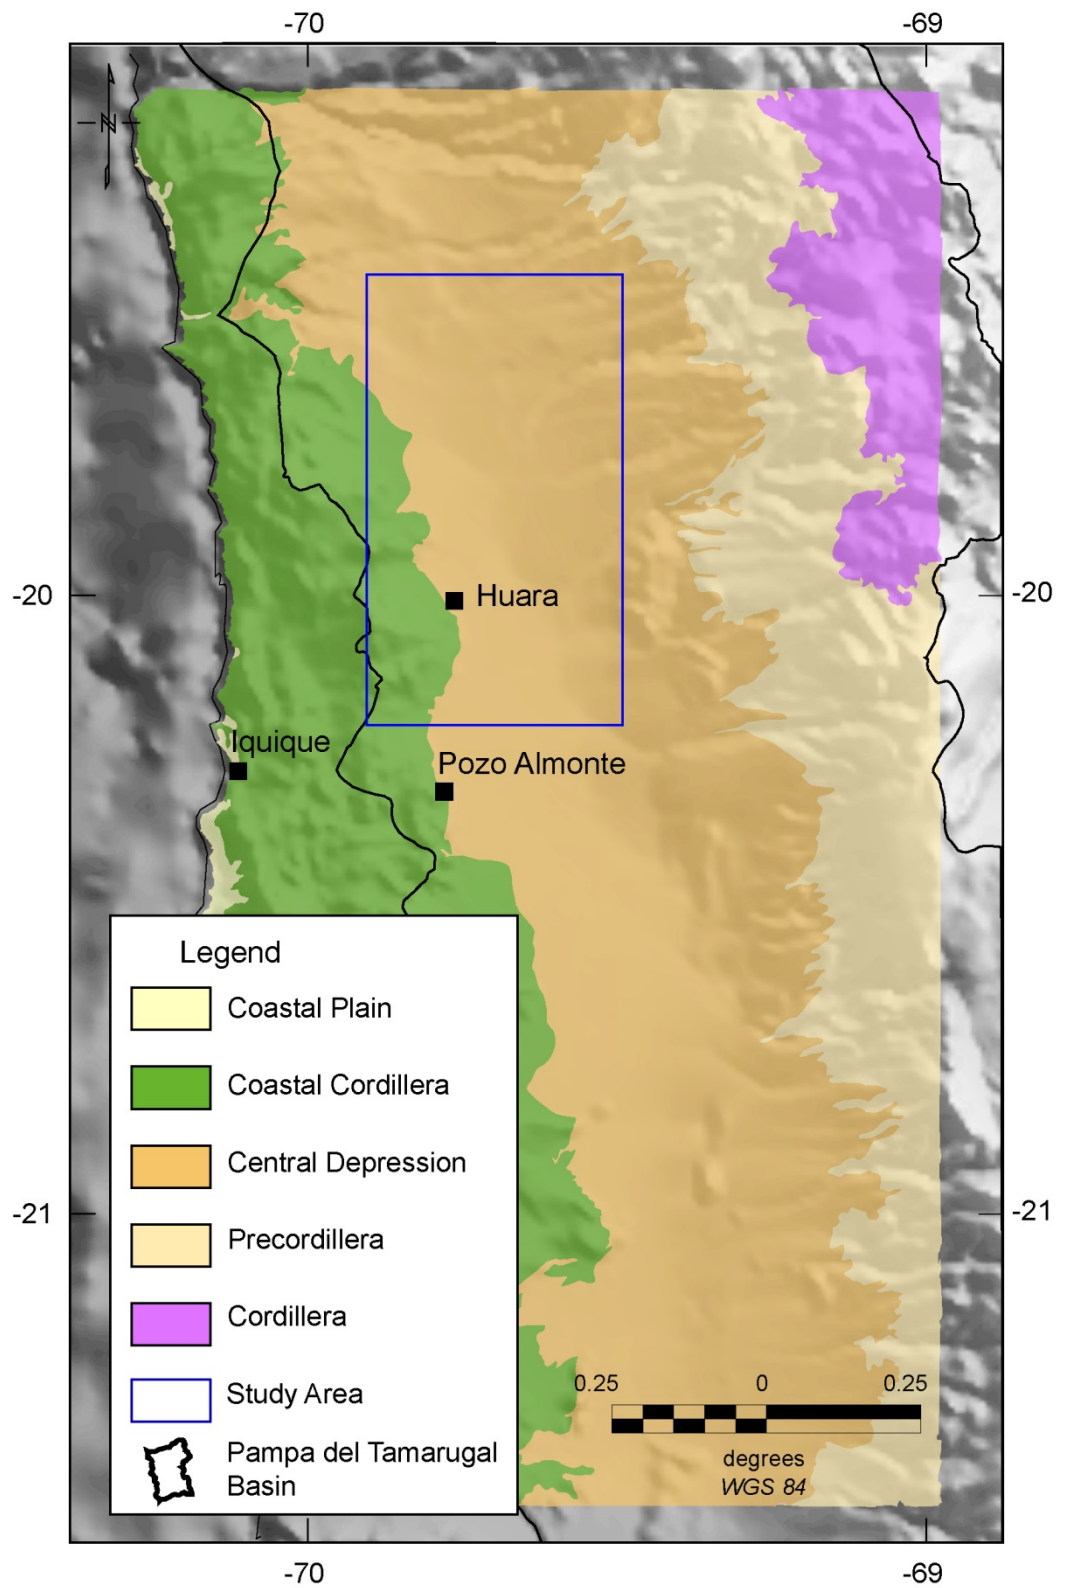 -70
-69
N
-20
-20
Huara
Iquique
Pozo Almonte
Legend
Coastal Plain
Coastal Cordillera
Central Depression
Precordillera
Cordillera
Study Area
Pampa del Tamarugal
Basin
-21
-21
0.25
0
0.25
degrees
WGS 84
-70
-69